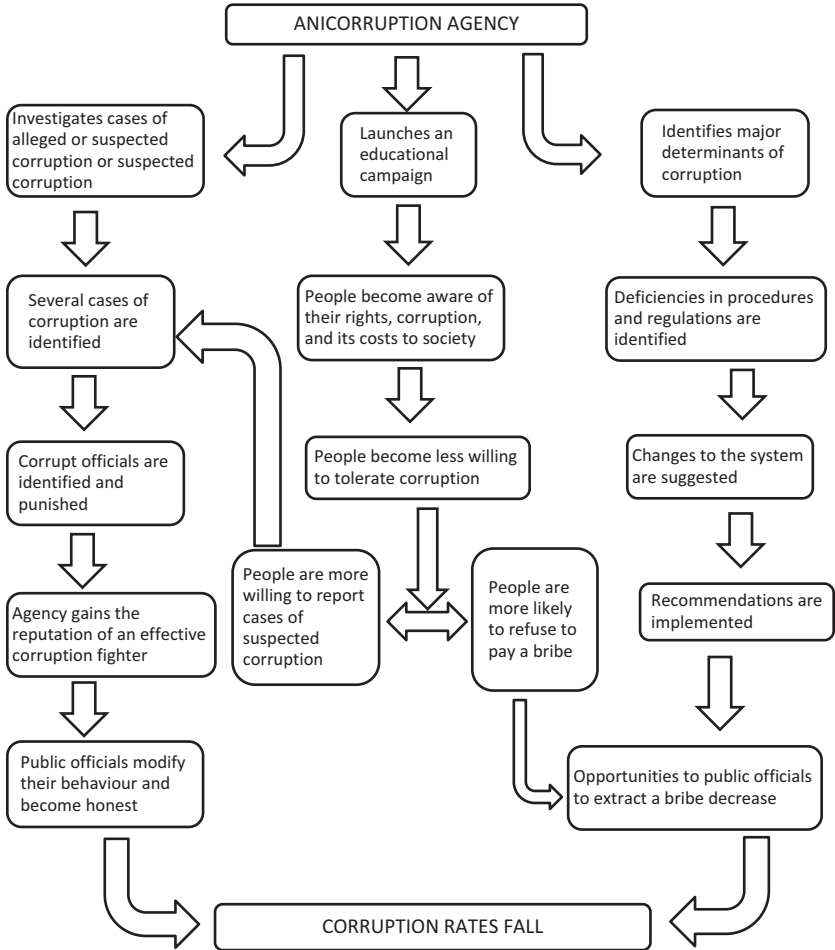 ANICORRUPTION AGENCY
Investigates cases of
alleged or suspected
corruption or suspected
corruption
Launches an
educational
campaign
Identifies major
determinants of
corruption
Several cases of
corruption are
identified
People become aware of
their rights, corruption,
and its costs to society
Deficiencies in procedures
and regulations are
identified
Corrupt officials are
identified and
punished
People become less willing
to tolerate corruption
Changes to the system
are suggested
Agency gains the
reputation of an effective
corruption fighter
People are more
willing to report
cases of
suspected
corruption
People are
more likely
to refuse to
pay a bribe
Recommendations are
implemented
Public officials modify
their behaviour and
become honest
Opportunities to public officials
to extract a bribe decrease
CORRUPTION RATES FALL